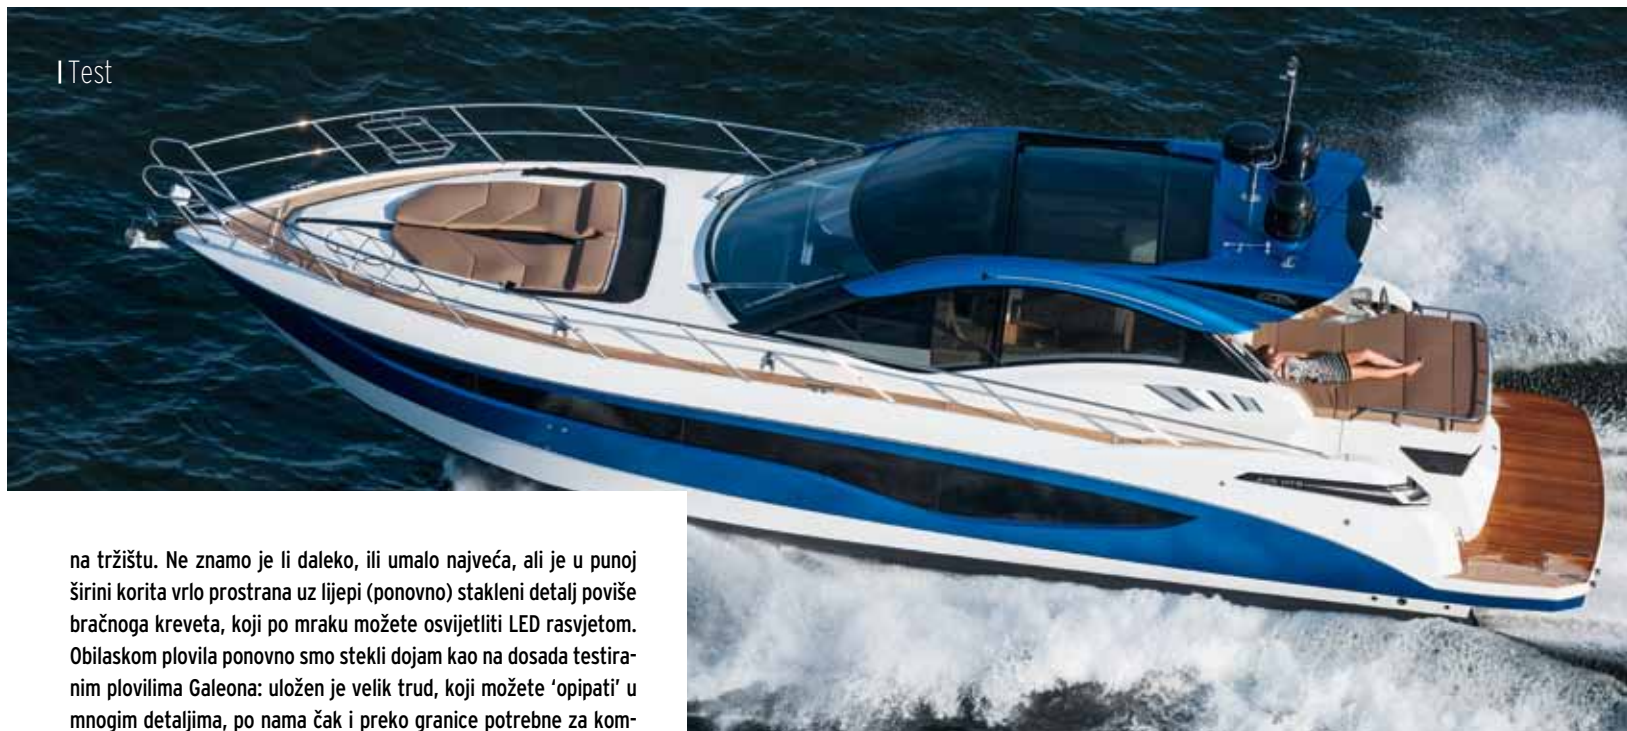 Test
na tržištu. Ne znamo je li daleko, ili umalo najveća, ali je u punoj
širini korita vrlo prostrana uz lijepi (ponovno) stakleni detalj poviše
bračnoga kreveta, koji po mraku možete osvijetliti LED rasvjetom.
Obilaskom plovila ponovno smo stekli dojam kao na dosada testira-
nim plovilima Galeona: uložen je velik trud, koji možete ‘opipati’ u
mnogim detaljima, po nama čak i preko granice potrebne za kom-